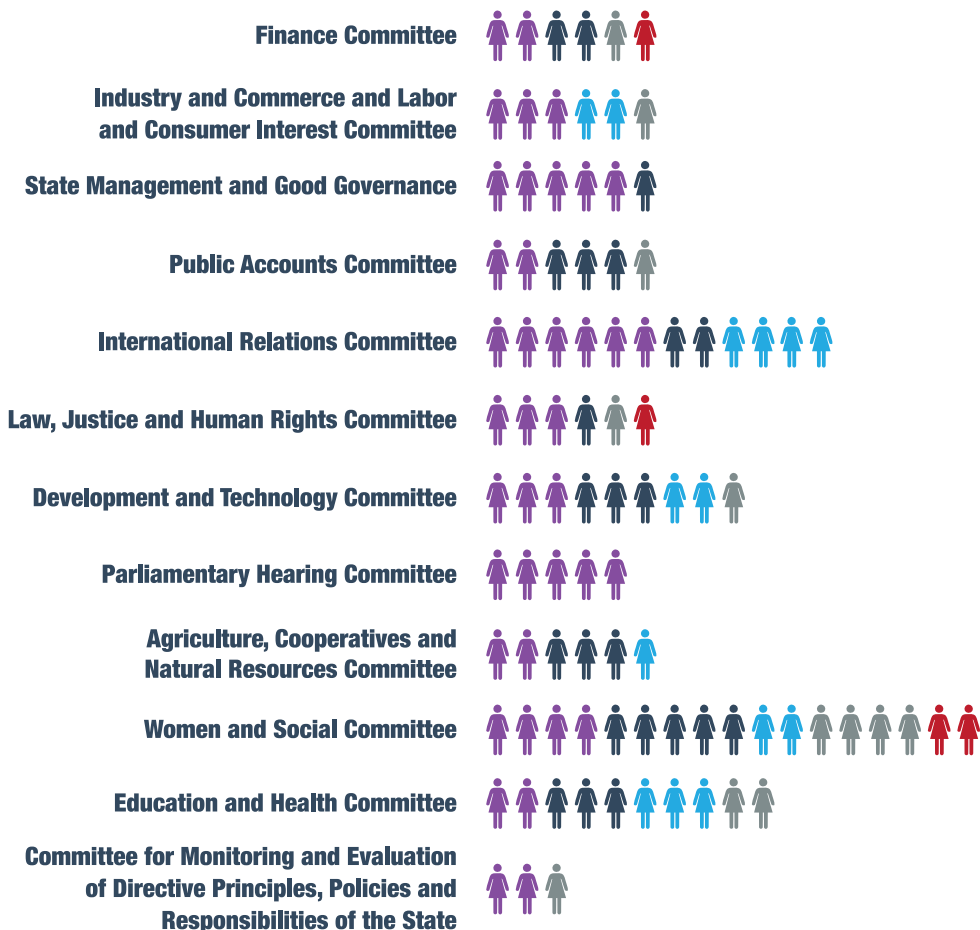 Finance Committee
Industry and Commerce and Labor
and Consumer Interest Committee
State Management and Good Governance
Public Accounts Committee
International Relations Committee
Law, Justice and Human Rights Committee
Development and Technology Committee
Parliamentary Hearing Committee
Agriculture, Cooperatives and
Natural Resources Committee
Women and Social Committee
Education and Health Committee
Committee for Monitoring and Evaluation
of Directive Principles, Policies and
Responsibilities of the State